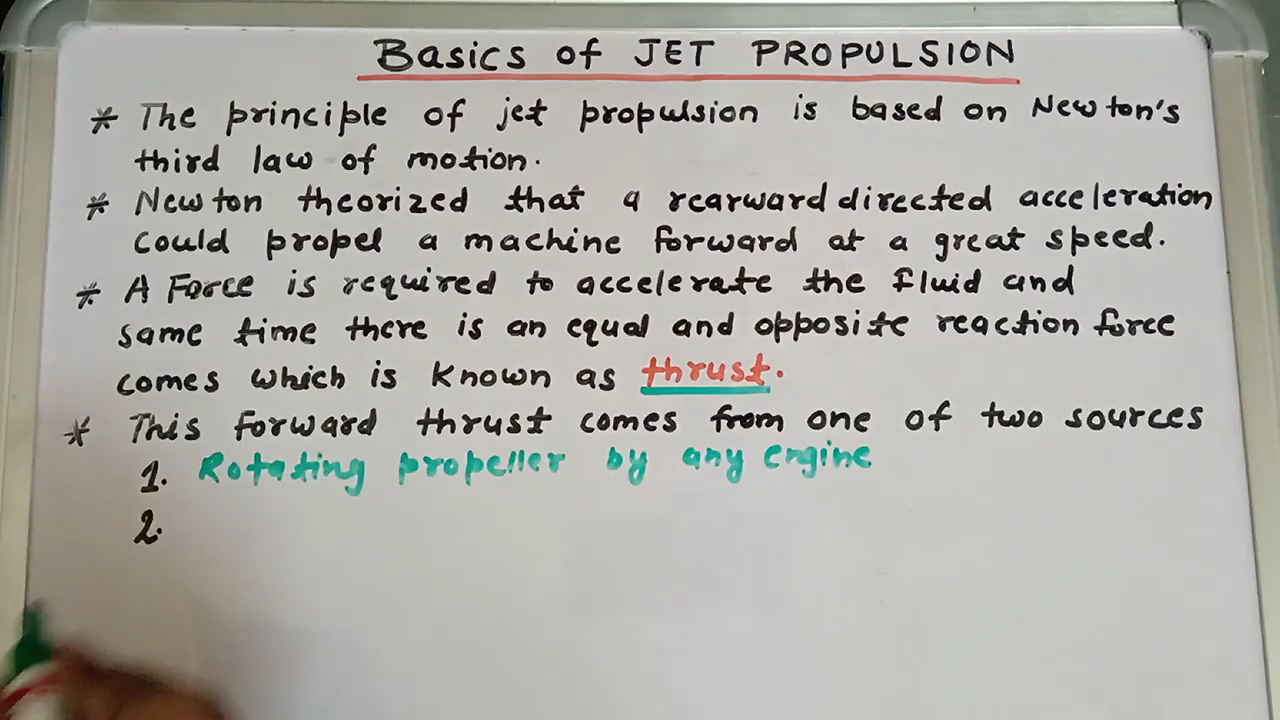 Basics of JET PROPULSION
* The principle of jet propulsion is based on Newton's
third law of motion.
* Newton theorized that a rearward directed acceleration
could propel a machine forward at a great speed.
* A Force is required to accelerate the fluid and
same time there is an equal and opposite reaction force
comes which is known as thrust.
* This forward thrust comes from one of two sources
1. Rotating propeller by any engine
2.